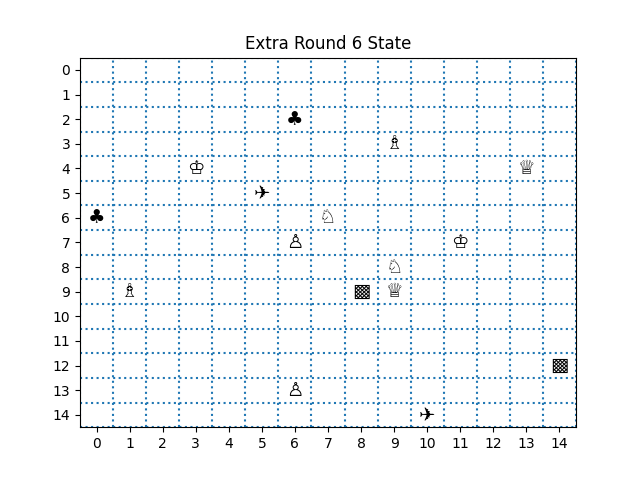 Extra Round 6 State
0
1
2 ♣
3 ♗
4 ♔ ♕
5 ✈
6 ♣ ♘
7 ♙ ♔
8 ♘
9 ♗ ▩ ♕
10
11
12 ▩
13 ♙
14 ✈
0 1 2 3 4 5 6 7 8 9 10 11 12 13 14